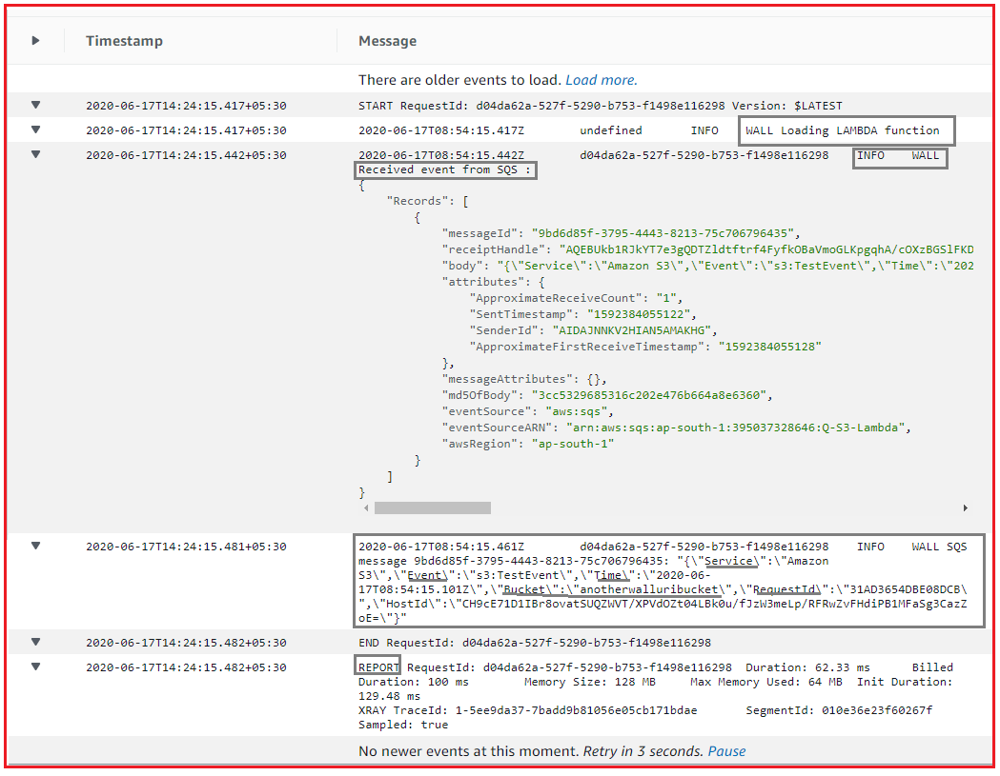 Timestamp Message
There are older events to load. Load more.
2020-06-17T14:24:15.417+05:30 START RequestId: d04da62a-527f-5290-b753-f1498e116298 Version: $LATEST
2020-06-17T14:24:15.417+05:30 2020-06-17T08:54:15.417Z undefined INFO WALL Loading LAMBDA function
2020-06-17T14:24:15.442+05:30 2020-06-17T08:54:15.442Z d04da62a-527f-5290-b753-f1498e116298 INFO WALL
Received event from SQS :
{
"Records": [
{
"messageId": "9bd6d85f-3795-4443-8213-75c706796435",
"receiptHandle": "AQEBUkb1RJkYT7e3gQDTZldtftrf4FyfkOBaVmoGLKpgqhA/cOXzBGSlFKD
"body": "{\"Service\":\"Amazon S3\",\"Event\":\"s3:TestEvent\",\"Time\":\"202
"attributes": {
"ApproximateReceiveCount": "1",
"SentTimestamp": "1592384055122",
"SenderId": "AIDAJNNKV2HIAN5AMAKHG",
"ApproximateFirstReceiveTimestamp": "1592384055128"
},
"messageAttributes": {},
"md5OfBody": "3cc5329685316c202e476b664a8e6360",
"eventSource": "aws:sqs",
"eventSourceARN": "arn:aws:sqs:ap-south-1:395037328646:Q-S3-Lambda",
"awsRegion": "ap-south-1"
}
]
}
2020-06-17T14:24:15.481+05:30 2020-06-17T08:54:15.461Z d04da62a-527f-5290-b753-f1498e116298 INFO WALL SQS
message 9bd6d85f-3795-4443-8213-75c706796435: "{\"Service\":\"Amazon
S3\",\"Event\":\"s3:TestEvent\",\"Time\":\"2020-06-
17T08:54:15.101Z\",\"Bucket\":\"anotherwalluribucket\",\"RequestId\":\"31AD3654DBE08DCB\
",\"HostId\":\"CH9cE71D1IBr8ovatSUQZWVT/XPVdOZt04LBk0u/fJzW3meLp/RFRwZvFHdiPB1MFaSg3CazZ
oE=\"}"
2020-06-17T14:24:15.482+05:30 END RequestId: d04da62a-527f-5290-b753-f1498e116298
2020-06-17T14:24:15.482+05:30 REPORT RequestId: d04da62a-527f-5290-b753-f1498e116298 Duration: 62.33 ms Billed
Duration: 100 ms Memory Size: 128 MB Max Memory Used: 64 MB Init Duration:
129.48 ms
XRAY TraceId: 1-5ee9da37-7badd9b81056e05cb171bdae SegmentId: 010e36e23f60267f
Sampled: true
No newer events at this moment. Retry in 3 seconds. Pause